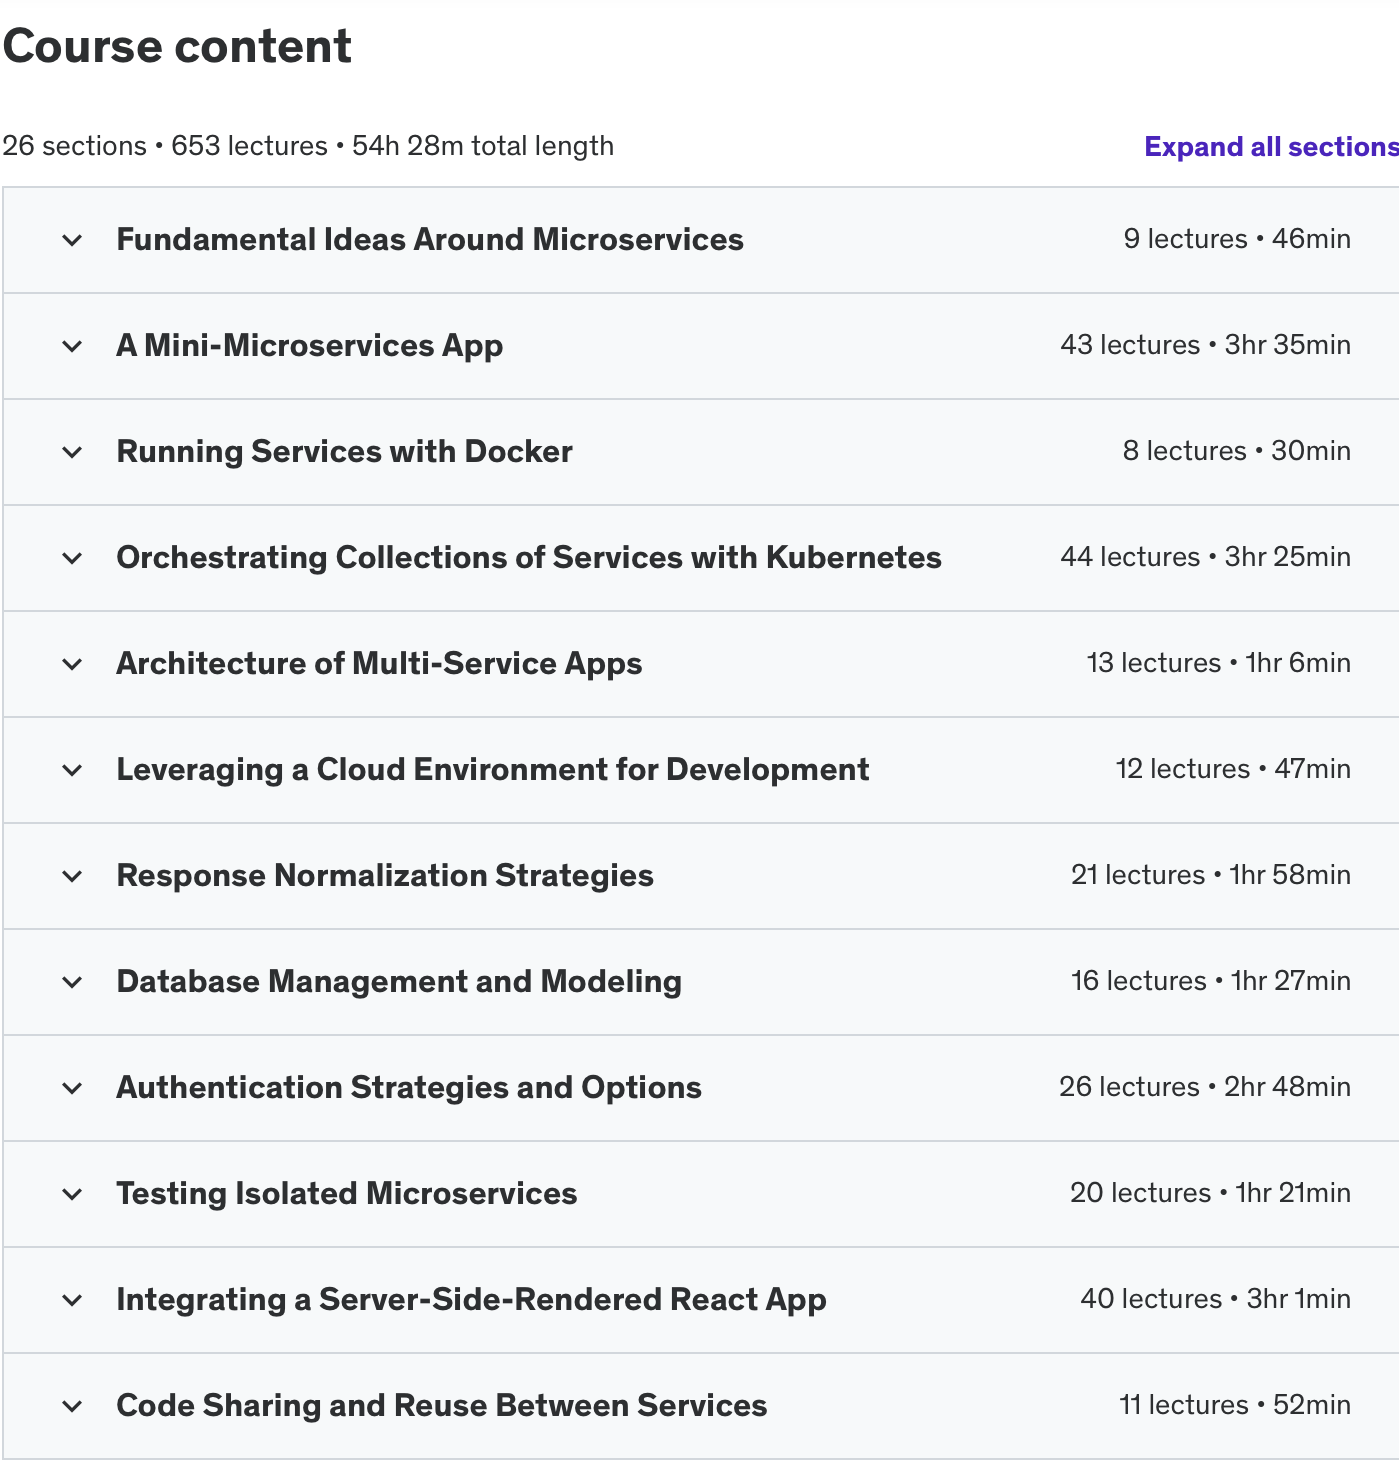 Course content
26 sections • 653 lectures • 54h 28m total length Expand all sections
Fundamental Ideas Around Microservices 9 lectures • 46min
A Mini-Microservices App 43 lectures • 3hr 35min
Running Services with Docker 8 lectures • 30min
Orchestrating Collections of Services with Kubernetes 44 lectures • 3hr 25min
Architecture of Multi-Service Apps 13 lectures • 1hr 6min
Leveraging a Cloud Environment for Development 12 lectures • 47min
Response Normalization Strategies 21 lectures • 1hr 58min
Database Management and Modeling 16 lectures • 1hr 27min
Authentication Strategies and Options 26 lectures • 2hr 48min
Testing Isolated Microservices 20 lectures • 1hr 21min
Integrating a Server-Side-Rendered React App 40 lectures • 3hr 1min
Code Sharing and Reuse Between Services 11 lectures • 52min